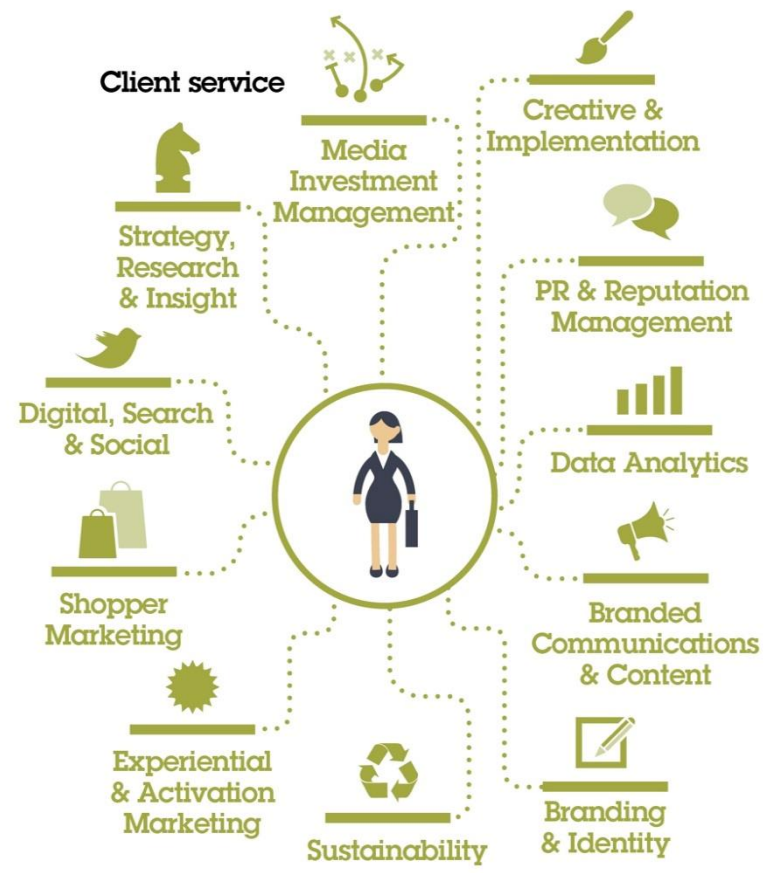 Client service
Media
Investment
Management
Creative &
Implementation
Strategy,
Research
& Insight
PR & Reputation
Management
Digital, Search
& Social
Data Analytics
Shopper
Marketing
Branded
Communications
& Content
Experiential
& Activation
Marketing
Sustainability
Branding
& Identity